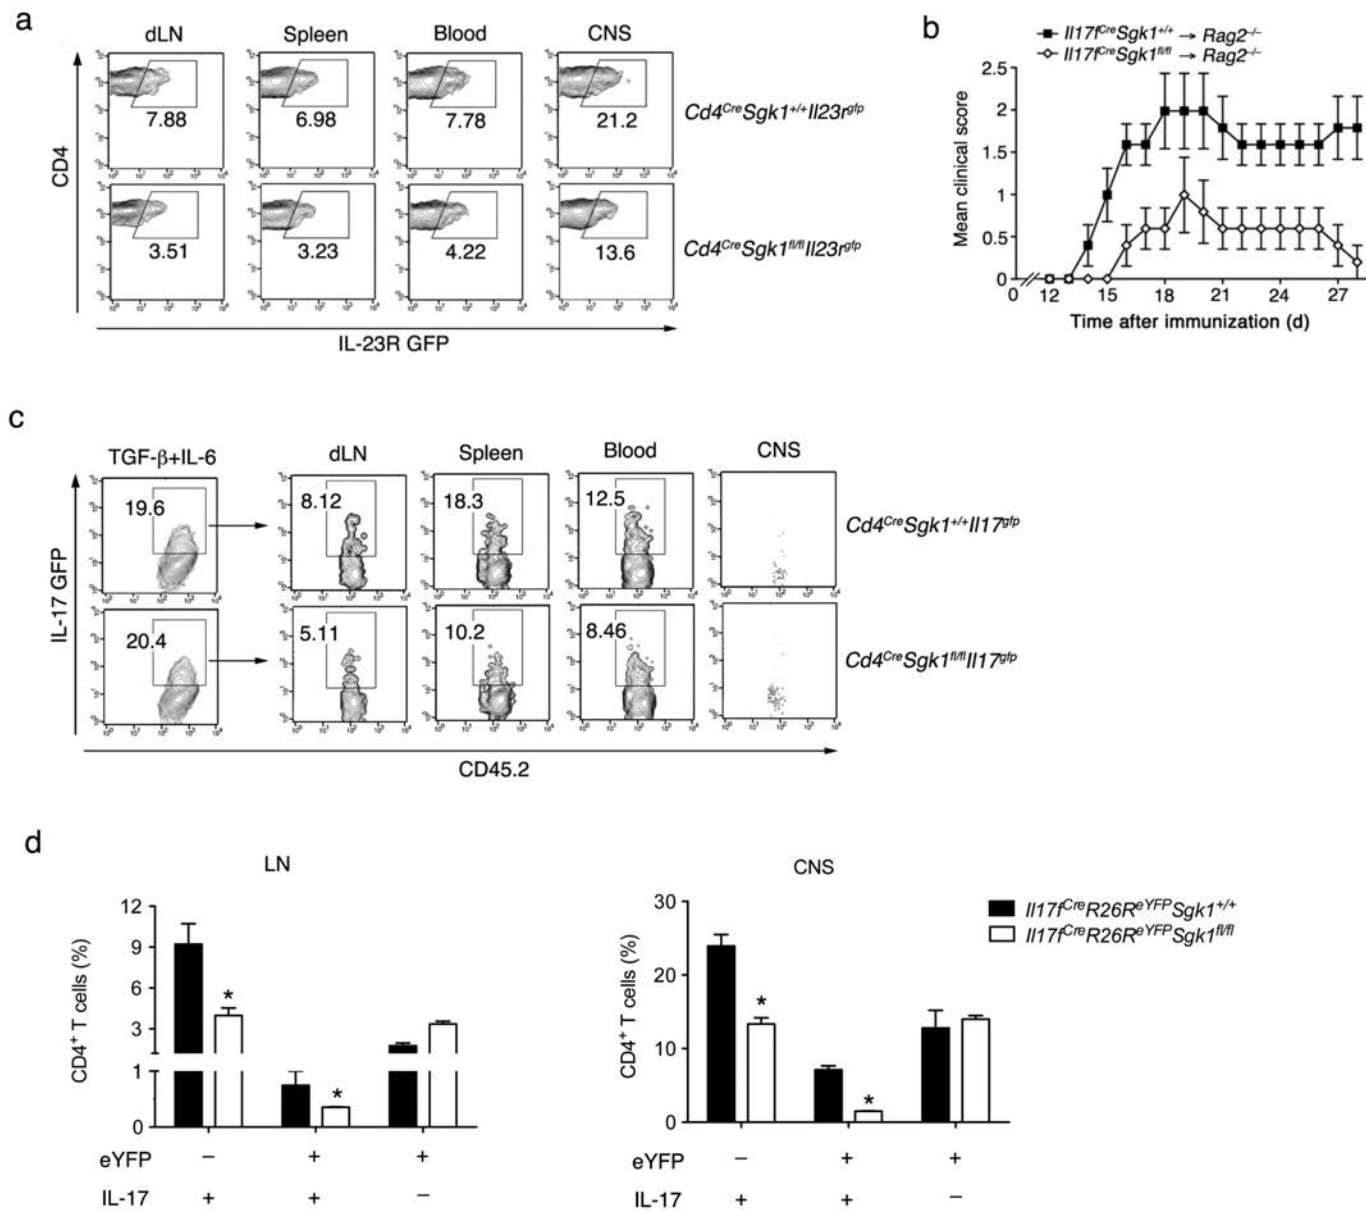 a
dLN Spleen Blood CNS
CD4
7.88 6.98 7.78 21.2
Cd4CreSgk1+/+Il23rgfp
3.51 3.23 4.22 13.6
Cd4CreSgk1fl/flIl23rgfp
IL-23R GFP
b
Il17fCreSgk1+/+ → Rag2−/−
Il17fCreSgk1fl/fl → Rag2−/−
Mean clinical score
2.5
2
1.5
1
0.5
0
0 12 15 18 21 24 27
Time after immunization (d)
c
TGF-β+IL-6 dLN Spleen Blood CNS
IL-17 GFP
19.6 8.12 18.3 12.5
Cd4CreSgk1+/+Il17gfp
20.4 5.11 10.2 8.46
Cd4CreSgk1fl/flIl17gfp
CD45.2
d
LN
CD4+ T cells (%)
12
9
6
3
1
0
* *
eYFP − + +
IL-17 + + −
CNS
CD4+ T cells (%)
30
20
10
0
* *
eYFP − + +
IL-17 + + −
Il17fCreR26ReYFPSgk1+/+
Il17fCreR26ReYFPSgk1fl/fl